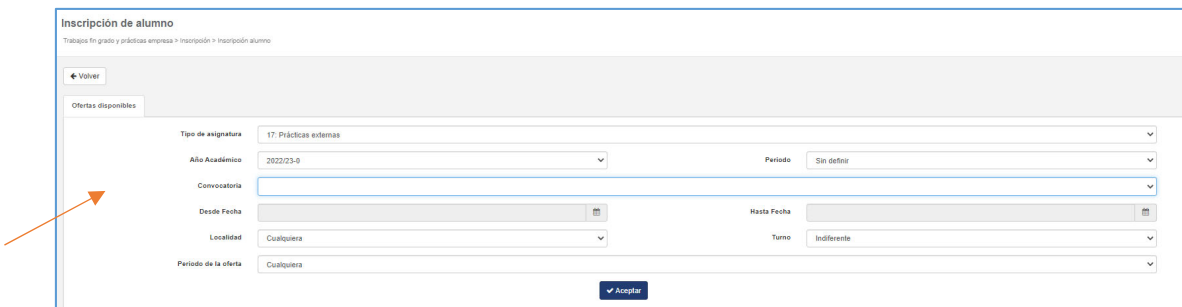 Inscripción de alumno
Trabajos fin grado y prácticas empresa > Inscripción > Inscripción alumno
Volver
Ofertas disponibles
Tipo de asignatura 17: Prácticas externas
Año Académico 2022/23-0 Periodo Sin definir
Convocatoria
Desde Fecha Hasta Fecha
Localidad Cualquiera Turno Indiferente
Periodo de la oferta Cualquiera
Aceptar